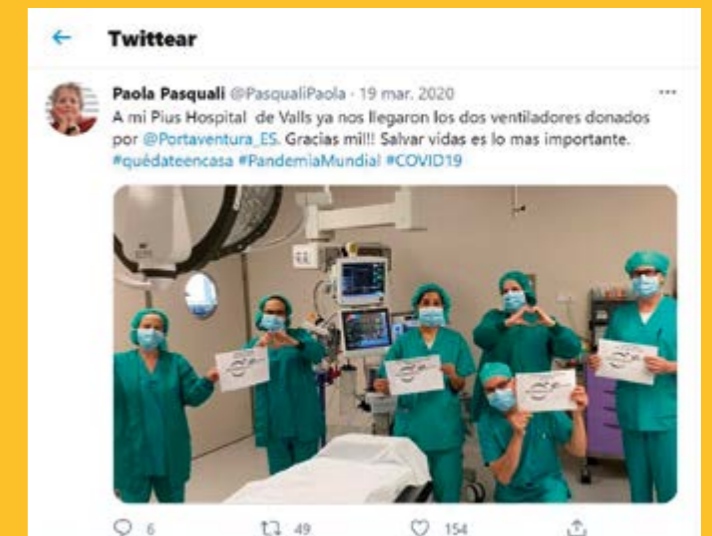 Twittear
Paola Pasquali @PasqualiPaola · 19 mar. 2020
A mi Pius Hospital de Valls ya nos llegaron los dos ventiladores donados
por @Portaventura_ES. Gracias mil!!! Salvar vidas es lo mas importante.
#quédateencasa #PandemiaMundial #COVID19
6 49 154